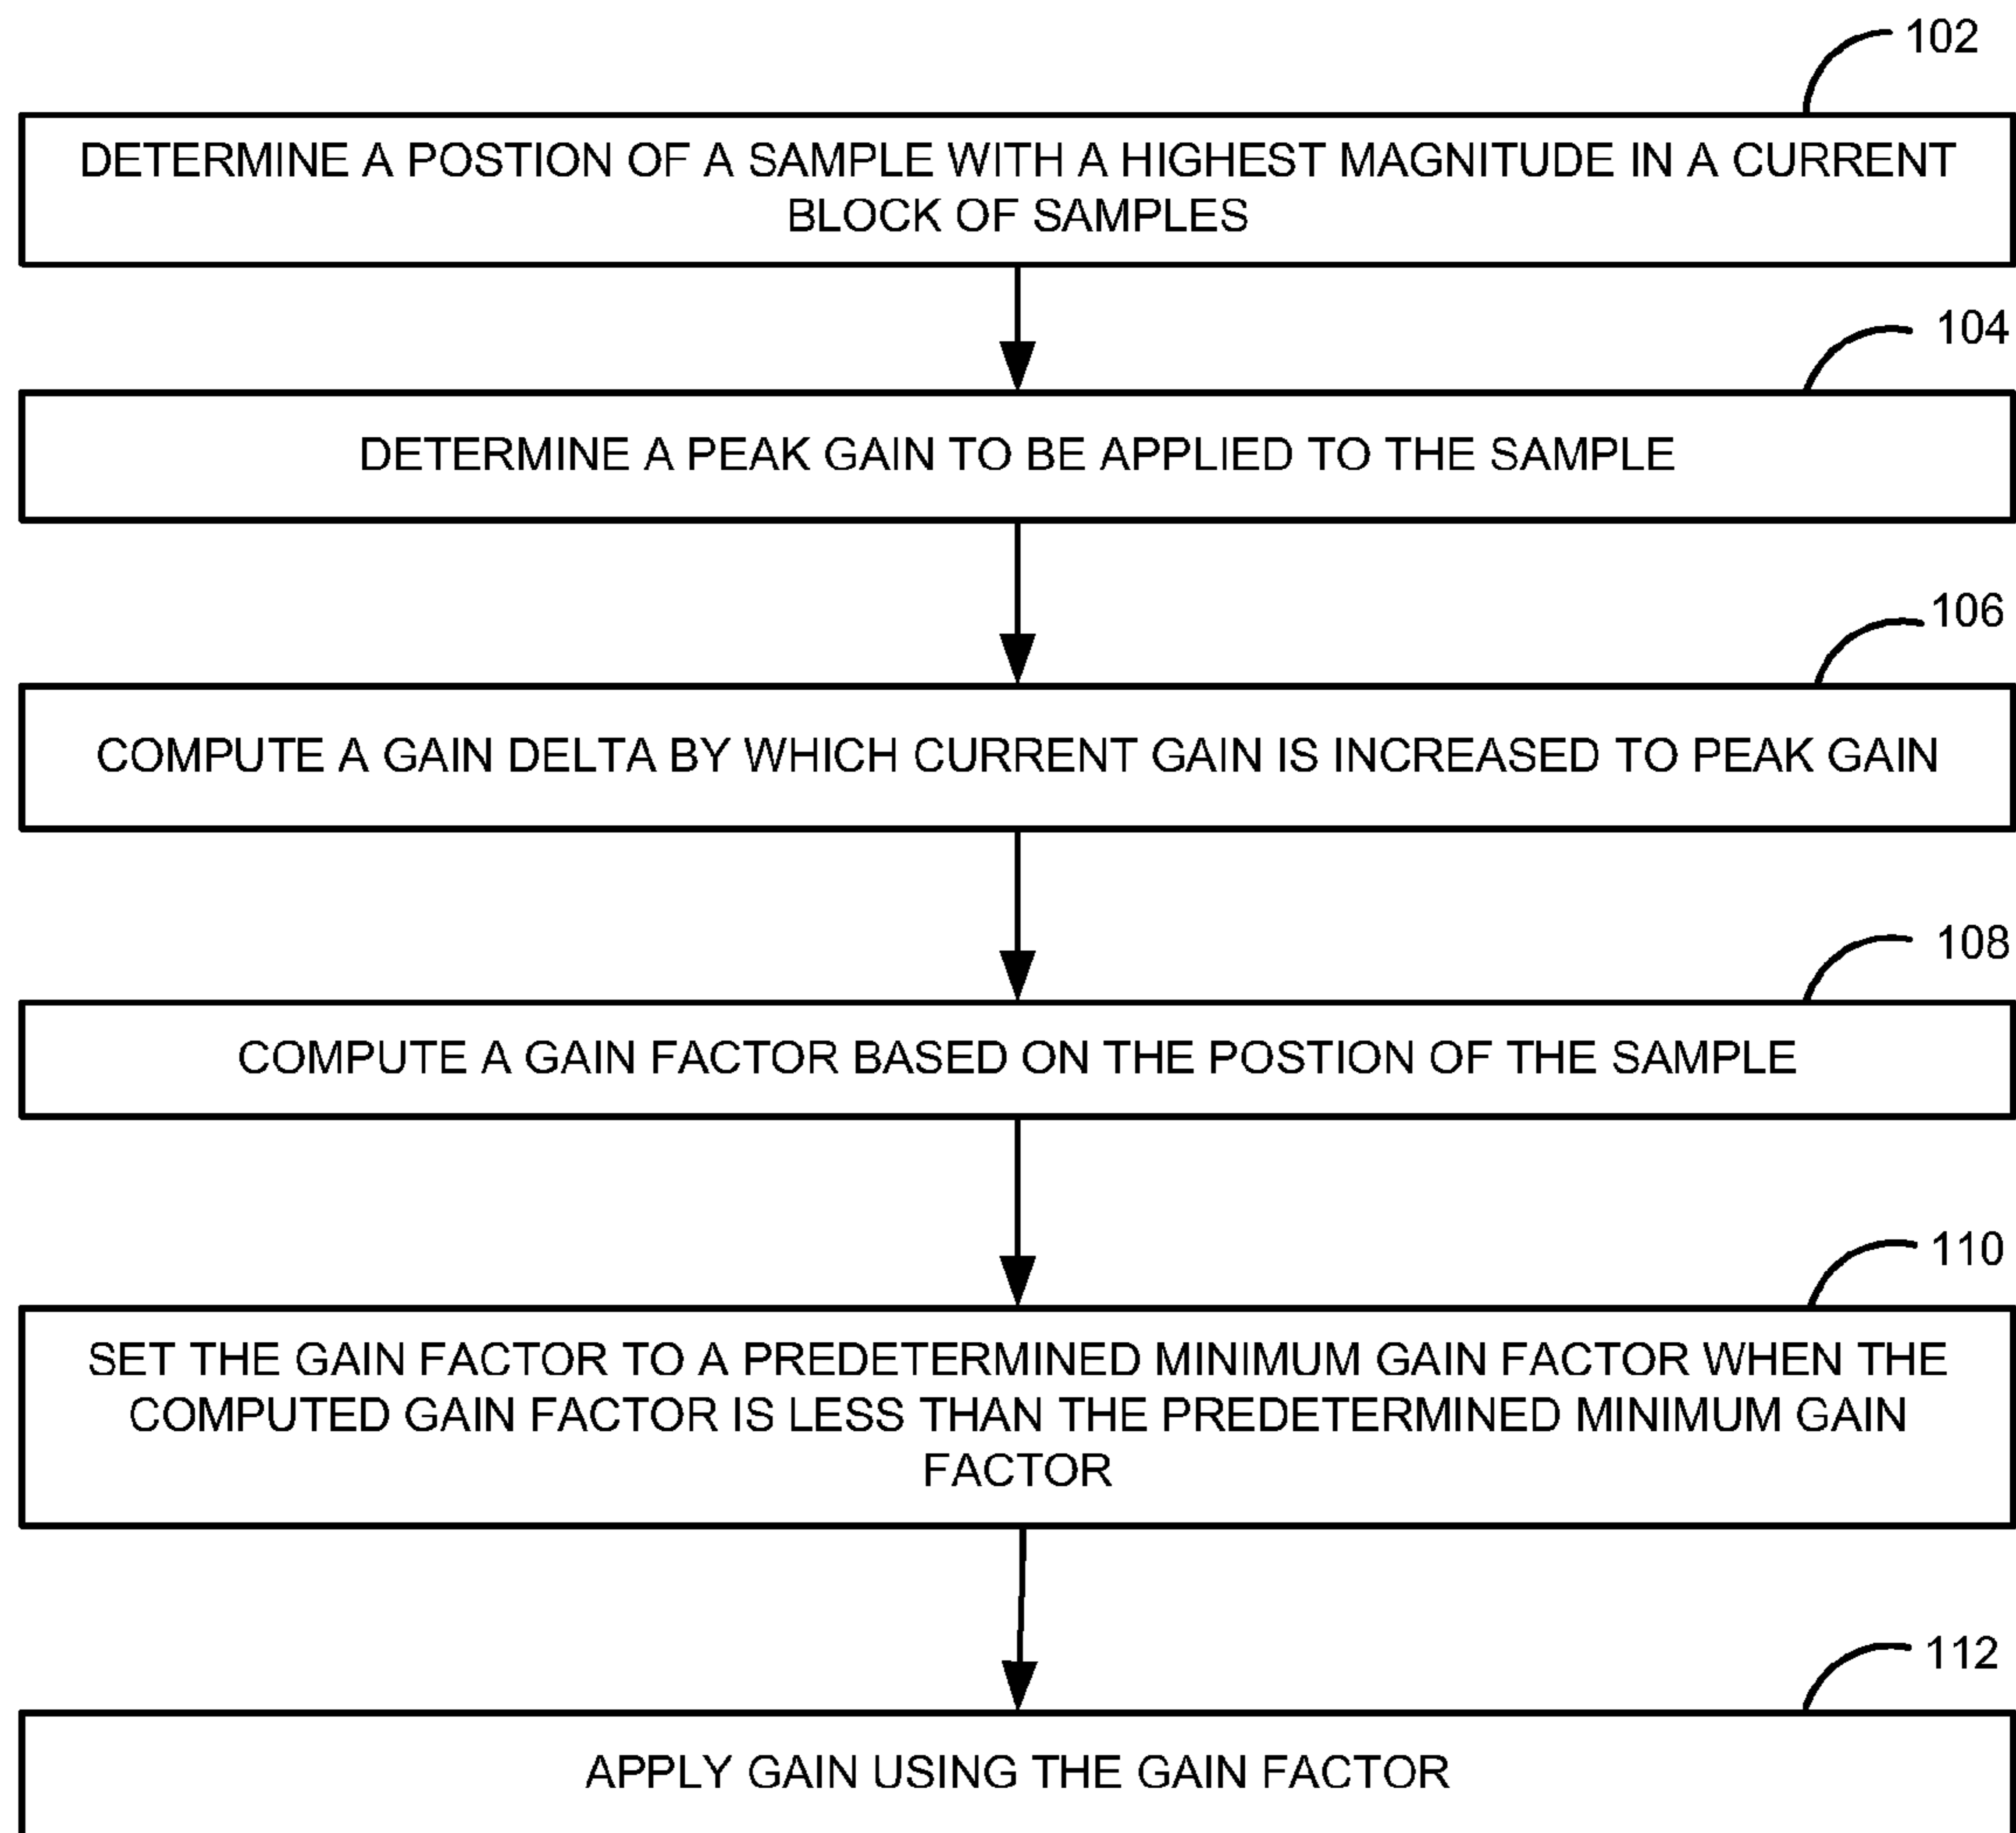 102
DETERMINE A POSTION OF A SAMPLE WITH A HIGHEST MAGNITUDE IN A CURRENT
BLOCK OF SAMPLES
104
DETERMINE A PEAK GAIN TO BE APPLIED TO THE SAMPLE
106
COMPUTE A GAIN DELTA BY WHICH CURRENT GAIN IS INCREASED TO PEAK GAIN
108
COMPUTE A GAIN FACTOR BASED ON THE POSTION OF THE SAMPLE
110
SET THE GAIN FACTOR TO A PREDETERMINED MINIMUM GAIN FACTOR WHEN THE
COMPUTED GAIN FACTOR IS LESS THAN THE PREDETERMINED MINIMUM GAIN
FACTOR
112
APPLY GAIN USING THE GAIN FACTOR